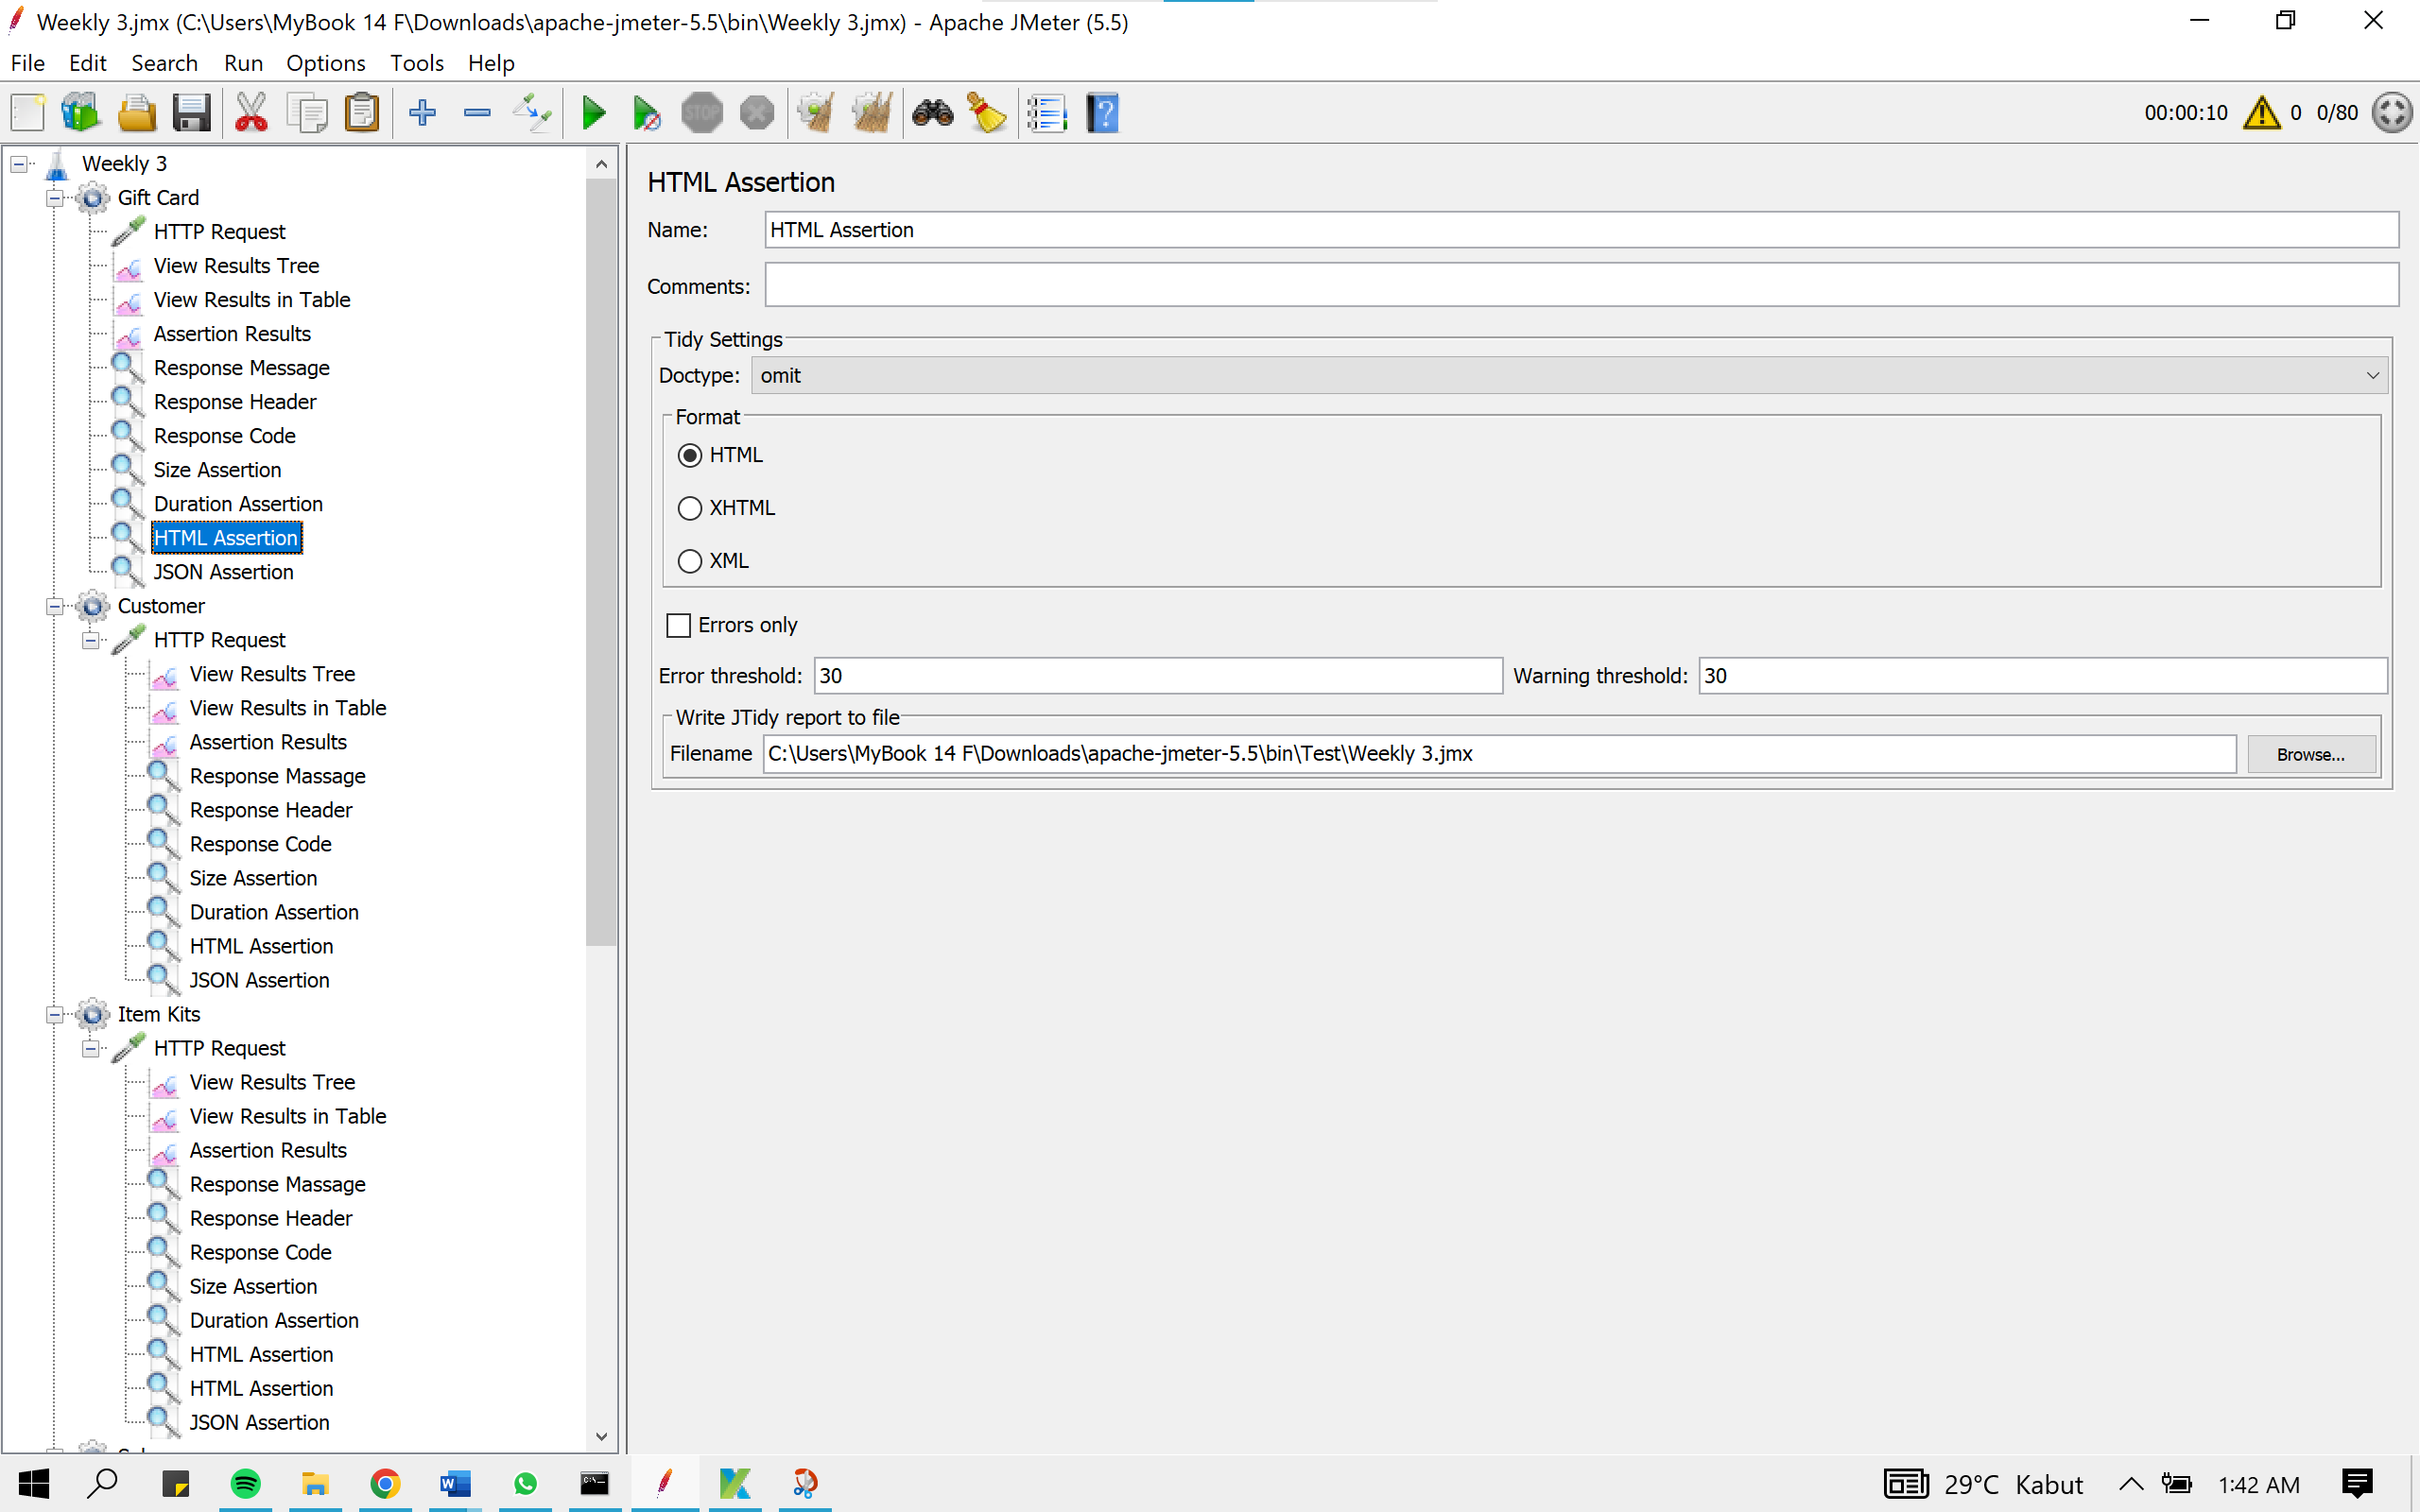 Weekly 3.jmx (C:\Users\MyBook 14 F\Downloads\apache-jmeter-5.5\bin\Weekly 3.jmx) - Apache JMeter (5.5)
File Edit Search Run Options Tools Help
STOP
00:00:10 0 0/80
Weekly 3
Gift Card
HTTP Request
View Results Tree
View Results in Table
Assertion Results
Response Message
Response Header
Response Code
Size Assertion
Duration Assertion
HTML Assertion
JSON Assertion
Customer
HTTP Request
View Results Tree
View Results in Table
Assertion Results
Response Massage
Response Header
Response Code
Size Assertion
Duration Assertion
HTML Assertion
JSON Assertion
Item Kits
HTTP Request
View Results Tree
View Results in Table
Assertion Results
Response Massage
Response Header
Response Code
Size Assertion
Duration Assertion
HTML Assertion
HTML Assertion
JSON Assertion
HTML Assertion
Name: HTML Assertion
Comments:
Tidy Settings
Doctype: omit
Format
HTML
XHTML
XML
Errors only
Error threshold: 30 Warning threshold: 30
Write JTidy report to file
Filename C:\Users\MyBook 14 F\Downloads\apache-jmeter-5.5\bin\Test\Weekly 3.jmx Browse...
29°C Kabut 1:42 AM